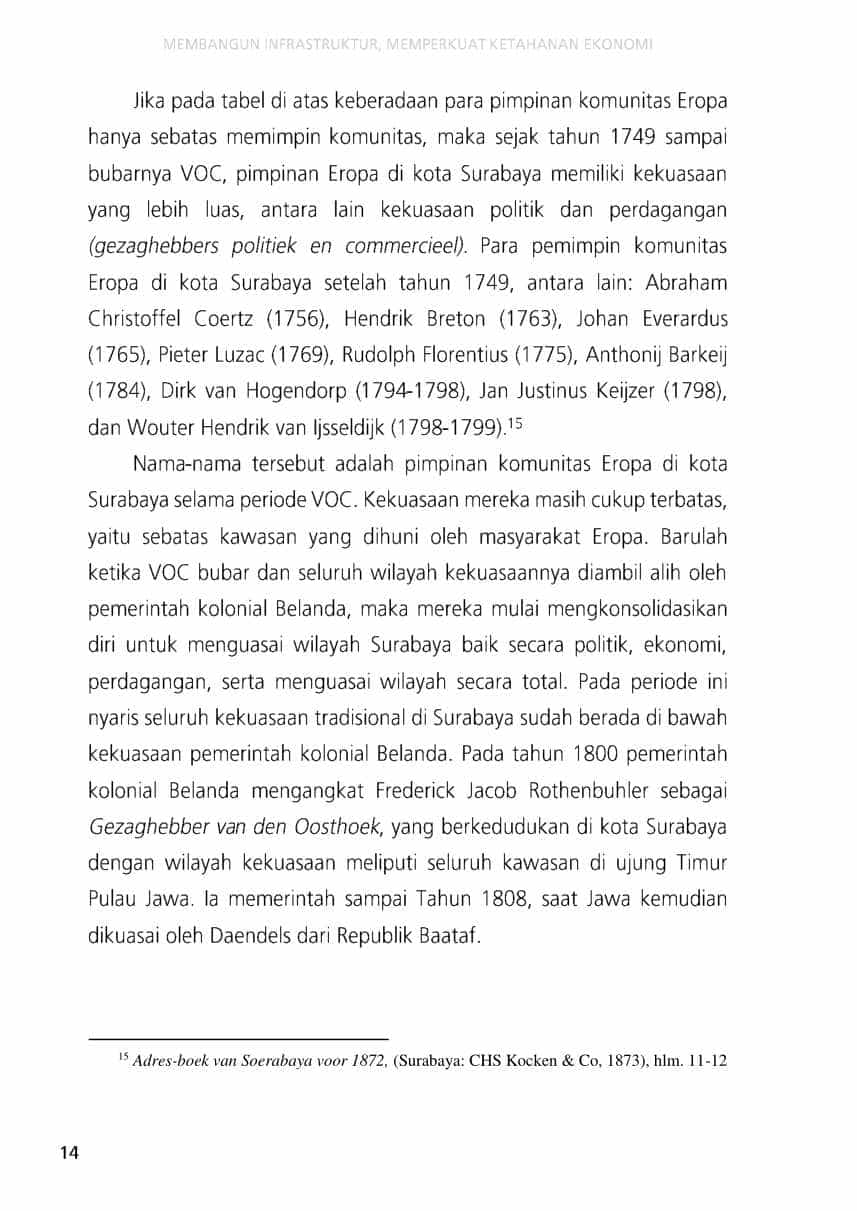 MEMBANGUN INFRASTRUKTUR, MEMPERKUAT KETAHANAN EKONOMI
Jika pada tabel di atas keberadaan para pimpinan komunitas Eropa
hanya sebatas memimpin komunitas, maka sejak tahun 1749 sampai
bubarnya VOC, pimpinan Eropa di kota Surabaya memiliki kekuasaan
yang lebih luas, antara lain kekuasaan politik dan perdagangan
(gezaghebbers politiek en commercieel). Para pemimpin komunitas
Eropa di kota Surabaya setelah tahun 1749, antara lain: Abraham
Christoffel Coertz (1756), Hendrik Breton (1763), Johan Everardus
(1765), Pieter Luzac (1769), Rudolph Florentius (1775), Anthonij Barkeij
(1784), Dirk van Hogendorp (1794-1798), Jan Justinus Keijzer (1798),
dan Wouter Hendrik van Ijsseldijk (1798-1799).15
Nama-nama tersebut adalah pimpinan komunitas Eropa di kota
Surabaya selama periode VOC. Kekuasaan mereka masih cukup terbatas,
yaitu sebatas kawasan yang dihuni oleh masyarakat Eropa. Barulah
ketika VOC bubar dan seluruh wilayah kekuasaannya diambil alih oleh
pemerintah kolonial Belanda, maka mereka mulai mengkonsolidasikan
diri untuk menguasai wilayah Surabaya baik secara politik, ekonomi,
perdagangan, serta menguasai wilayah secara total. Pada periode ini
nyaris seluruh kekuasaan tradisional di Surabaya sudah berada di bawah
kekuasaan pemerintah kolonial Belanda. Pada tahun 1800 pemerintah
kolonial Belanda mengangkat Frederick Jacob Rothenbuhler sebagai
Gezaghebber van den Oosthoek, yang berkedudukan di kota Surabaya
dengan wilayah kekuasaan meliputi seluruh kawasan di ujung Timur
Pulau Jawa. Ia memerintah sampai Tahun 1808, saat Jawa kemudian
dikuasai oleh Daendels dari Republik Baataf.
15 Adres-boek van Soerabaya voor 1872, (Surabaya: CHS Kocken & Co, 1873), hlm. 11-12
14